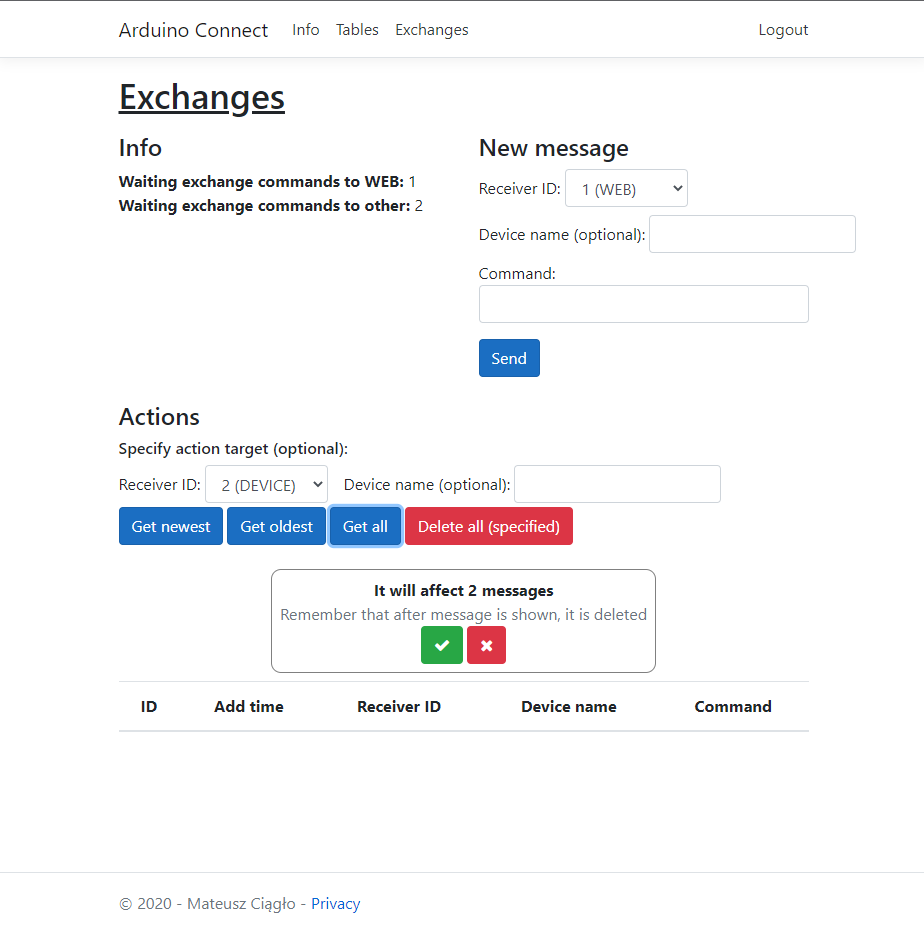 Arduino Connect Info Tables Exchanges Logout
Exchanges
Info
Waiting exchange commands to WEB: 1
Waiting exchange commands to other: 2
New message
Receiver ID: 1 (WEB)
Device name (optional):
Command:
Send
Actions
Specify action target (optional):
Receiver ID: 2 (DEVICE) Device name (optional):
Get newest Get oldest Get all Delete all (specified)
It will affect 2 messages
Remember that after message is shown, it is deleted
ID Add time Receiver ID Device name Command
© 2020 - Mateusz Ciągło - Privacy